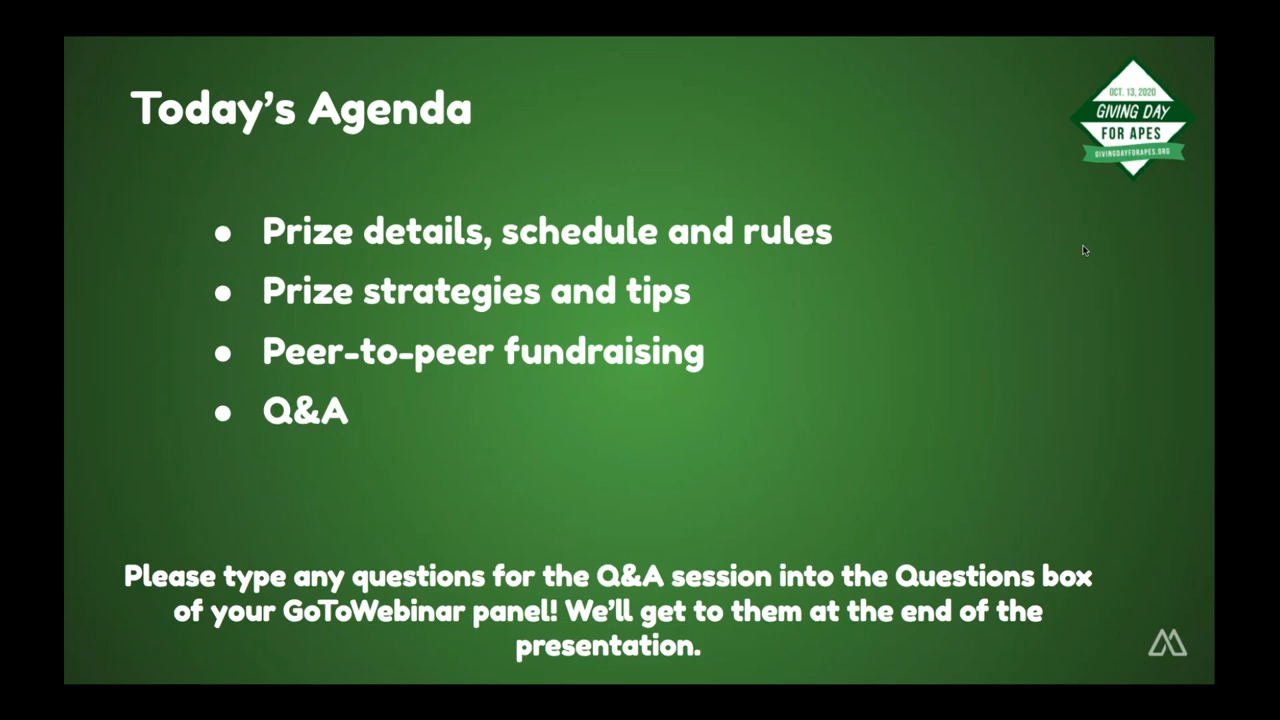 Today's Agenda
OCT. 13, 2020
GIVING DAY
FOR APES
GIVINGDAYFORAPES.ORG
● Prize details, schedule and rules
● Prize strategies and tips
● Peer-to-peer fundraising
● Q&A
Please type any questions for the Q&A session into the Questions box
of your GoToWebinar panel! We'll get to them at the end of the
presentation.